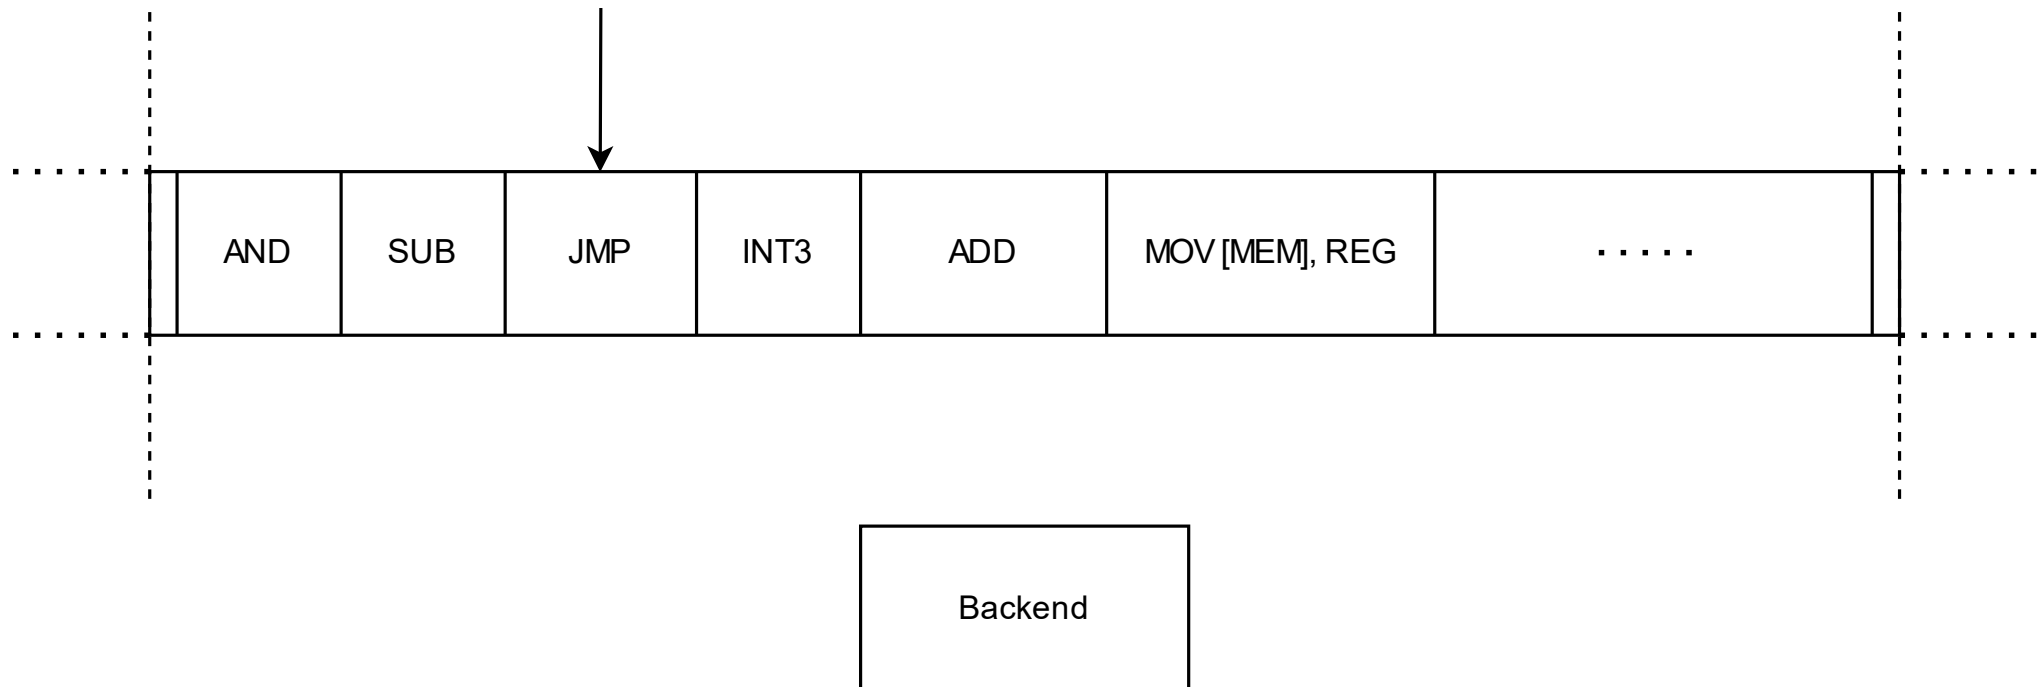 AND SUB JMP INT3 ADD MOV [MEM], REG .....
Backend